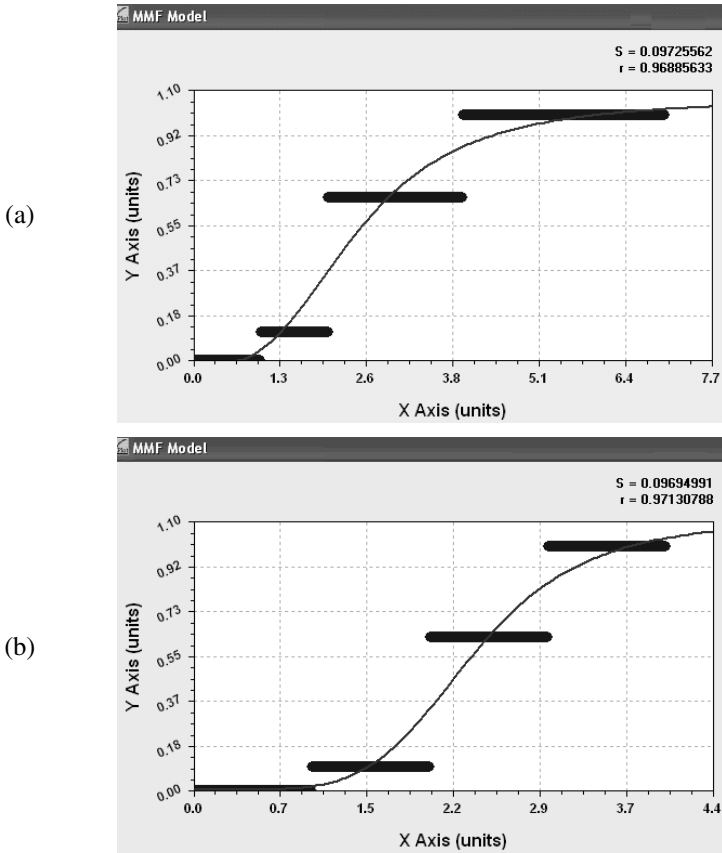 (a)
MMF Model
S = 0.09725562
r = 0.96885633
1.10
0.92
0.73
0.55
0.37
0.18
0.00
Y Axis (units)
0.0 1.3 2.6 3.8 5.1 6.4 7.7
X Axis (units)
(b)
MMF Model
S = 0.09694991
r = 0.97130788
1.10
0.92
0.73
0.55
0.37
0.18
0.00
Y Axis (units)
0.0 0.7 1.5 2.2 2.9 3.7 4.4
X Axis (units)